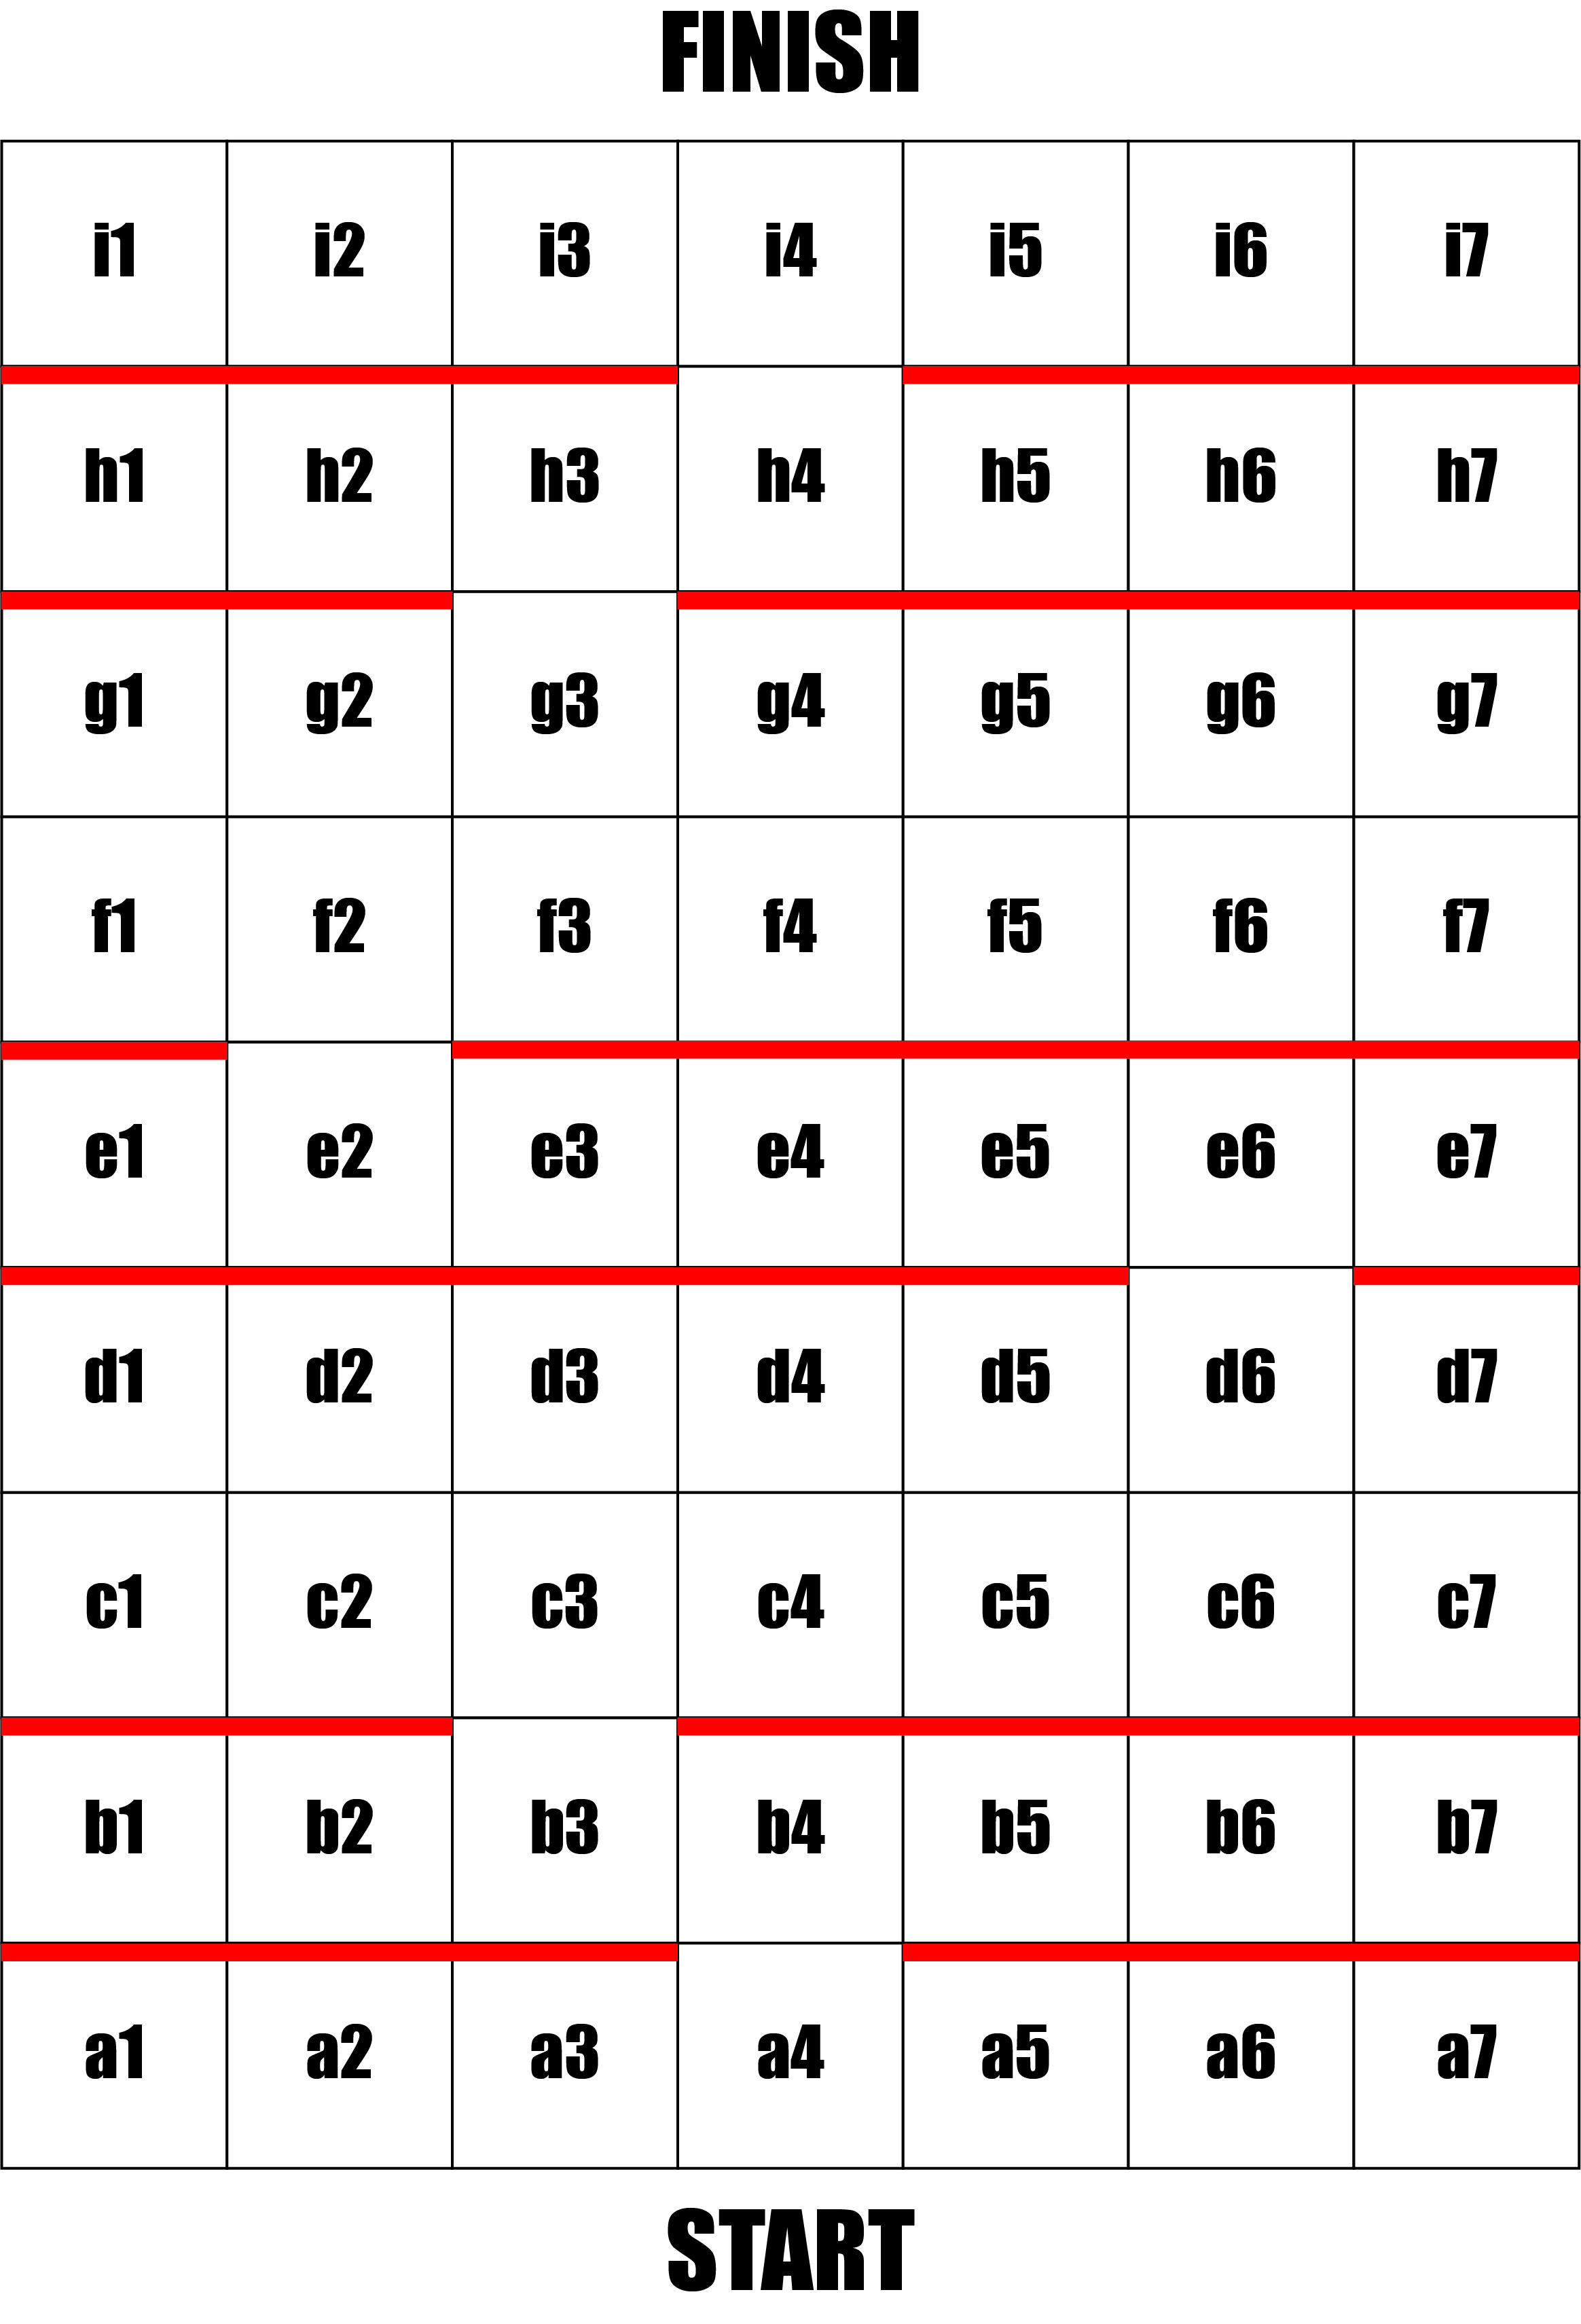 FINISH
i1 i2 i3 i4 i5 i6 i7
h1 h2 h3 h4 h5 h6 h7
g1 g2 g3 g4 g5 g6 g7
f1 f2 f3 f4 f5 f6 f7
e1 e2 e3 e4 e5 e6 e7
d1 d2 d3 d4 d5 d6 d7
c1 c2 c3 c4 c5 c6 c7
b1 b2 b3 b4 b5 b6 b7
a1 a2 a3 a4 a5 a6 a7
START